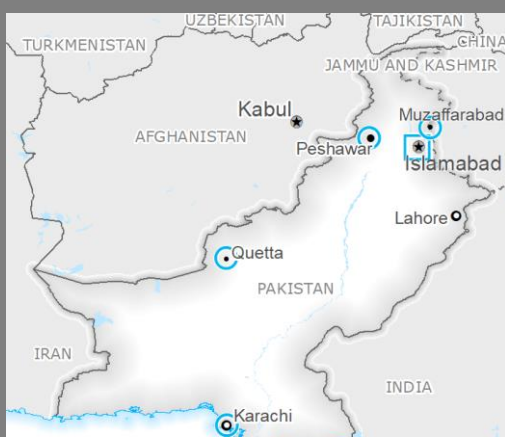 UZBEKISTAN
TAJIKISTAN
TURKMENISTAN
CHINA
JAMMU AND KASHMIR
Kabul
Muzaffarabad
AFGHANISTAN
Peshawar
Islamabad
Lahore
Quetta
PAKISTAN
IRAN
INDIA
Karachi